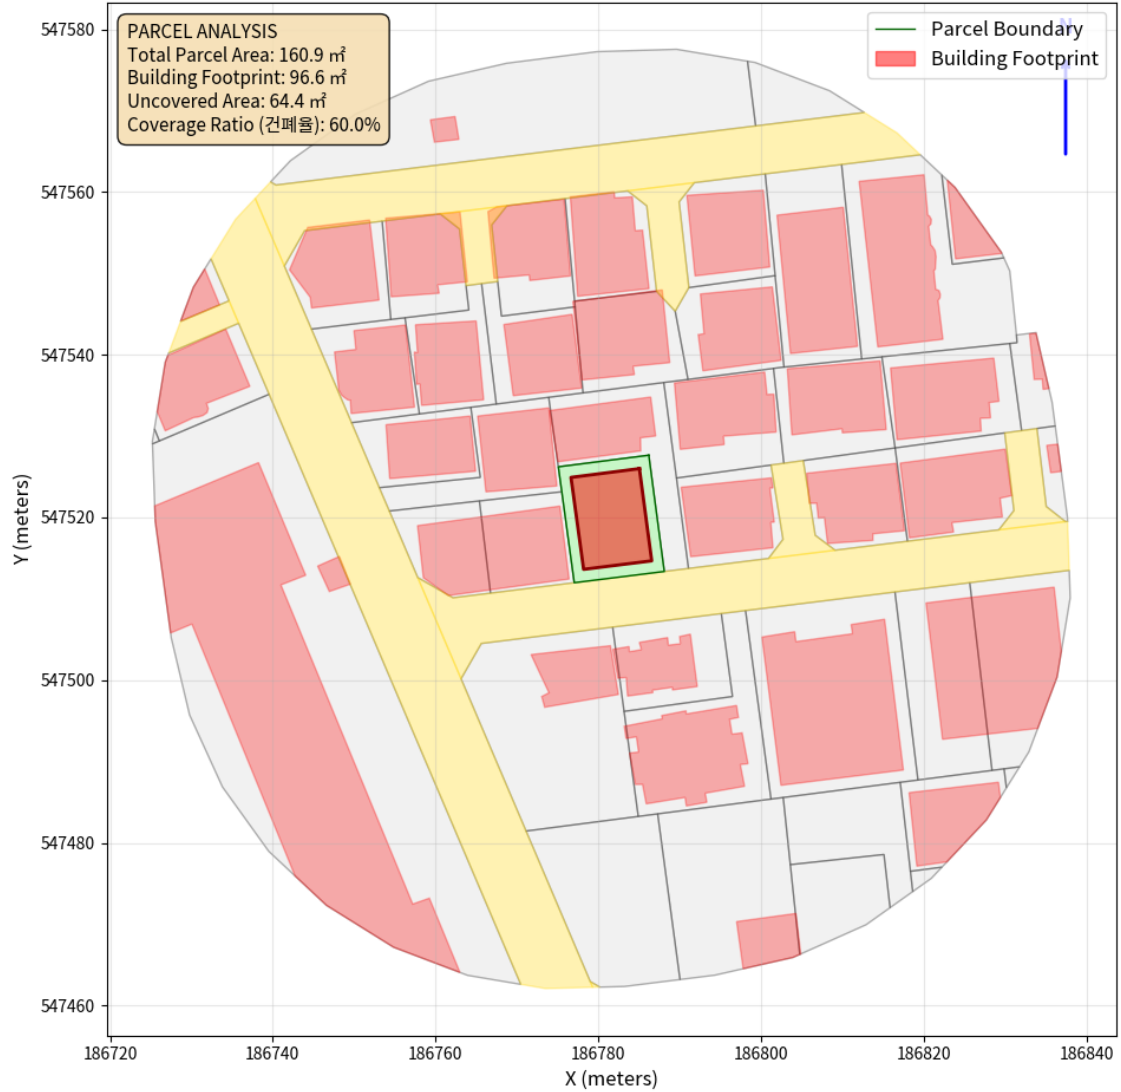 PARCEL ANALYSIS
Total Parcel Area: 160.9 ㎡
Building Footprint: 96.6 ㎡
Uncovered Area: 64.4 ㎡
Coverage Ratio (건폐율): 60.0%
Parcel Boundary
Building Footprint
N
Y (meters)
547580
547560
547540
547520
547500
547480
547460
186720
186740
186760
186780
186800
186820
186840
X (meters)